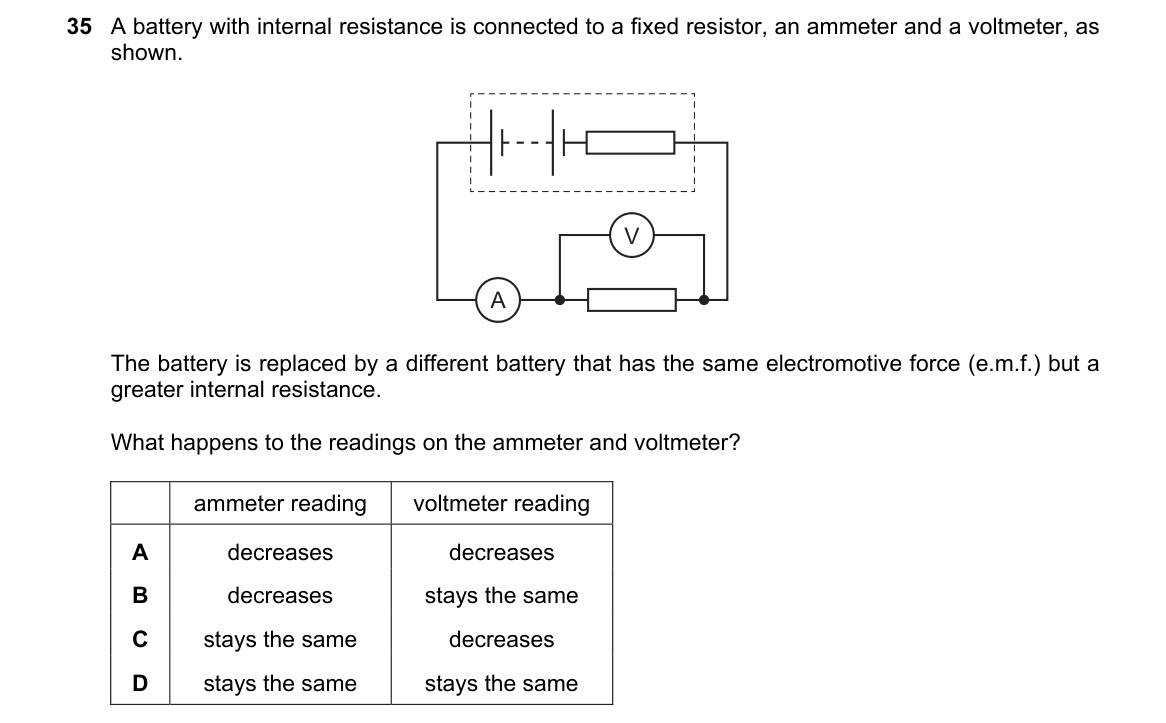 35 A battery with internal resistance is connected to a fixed resistor, an ammeter and a voltmeter, as
shown.
V
A
The battery is replaced by a different battery that has the same electromotive force (e.m.f.) but a
greater internal resistance.
What happens to the readings on the ammeter and voltmeter?
ammeter reading voltmeter reading
A decreases decreases
B decreases stays the same
C stays the same decreases
D stays the same stays the same